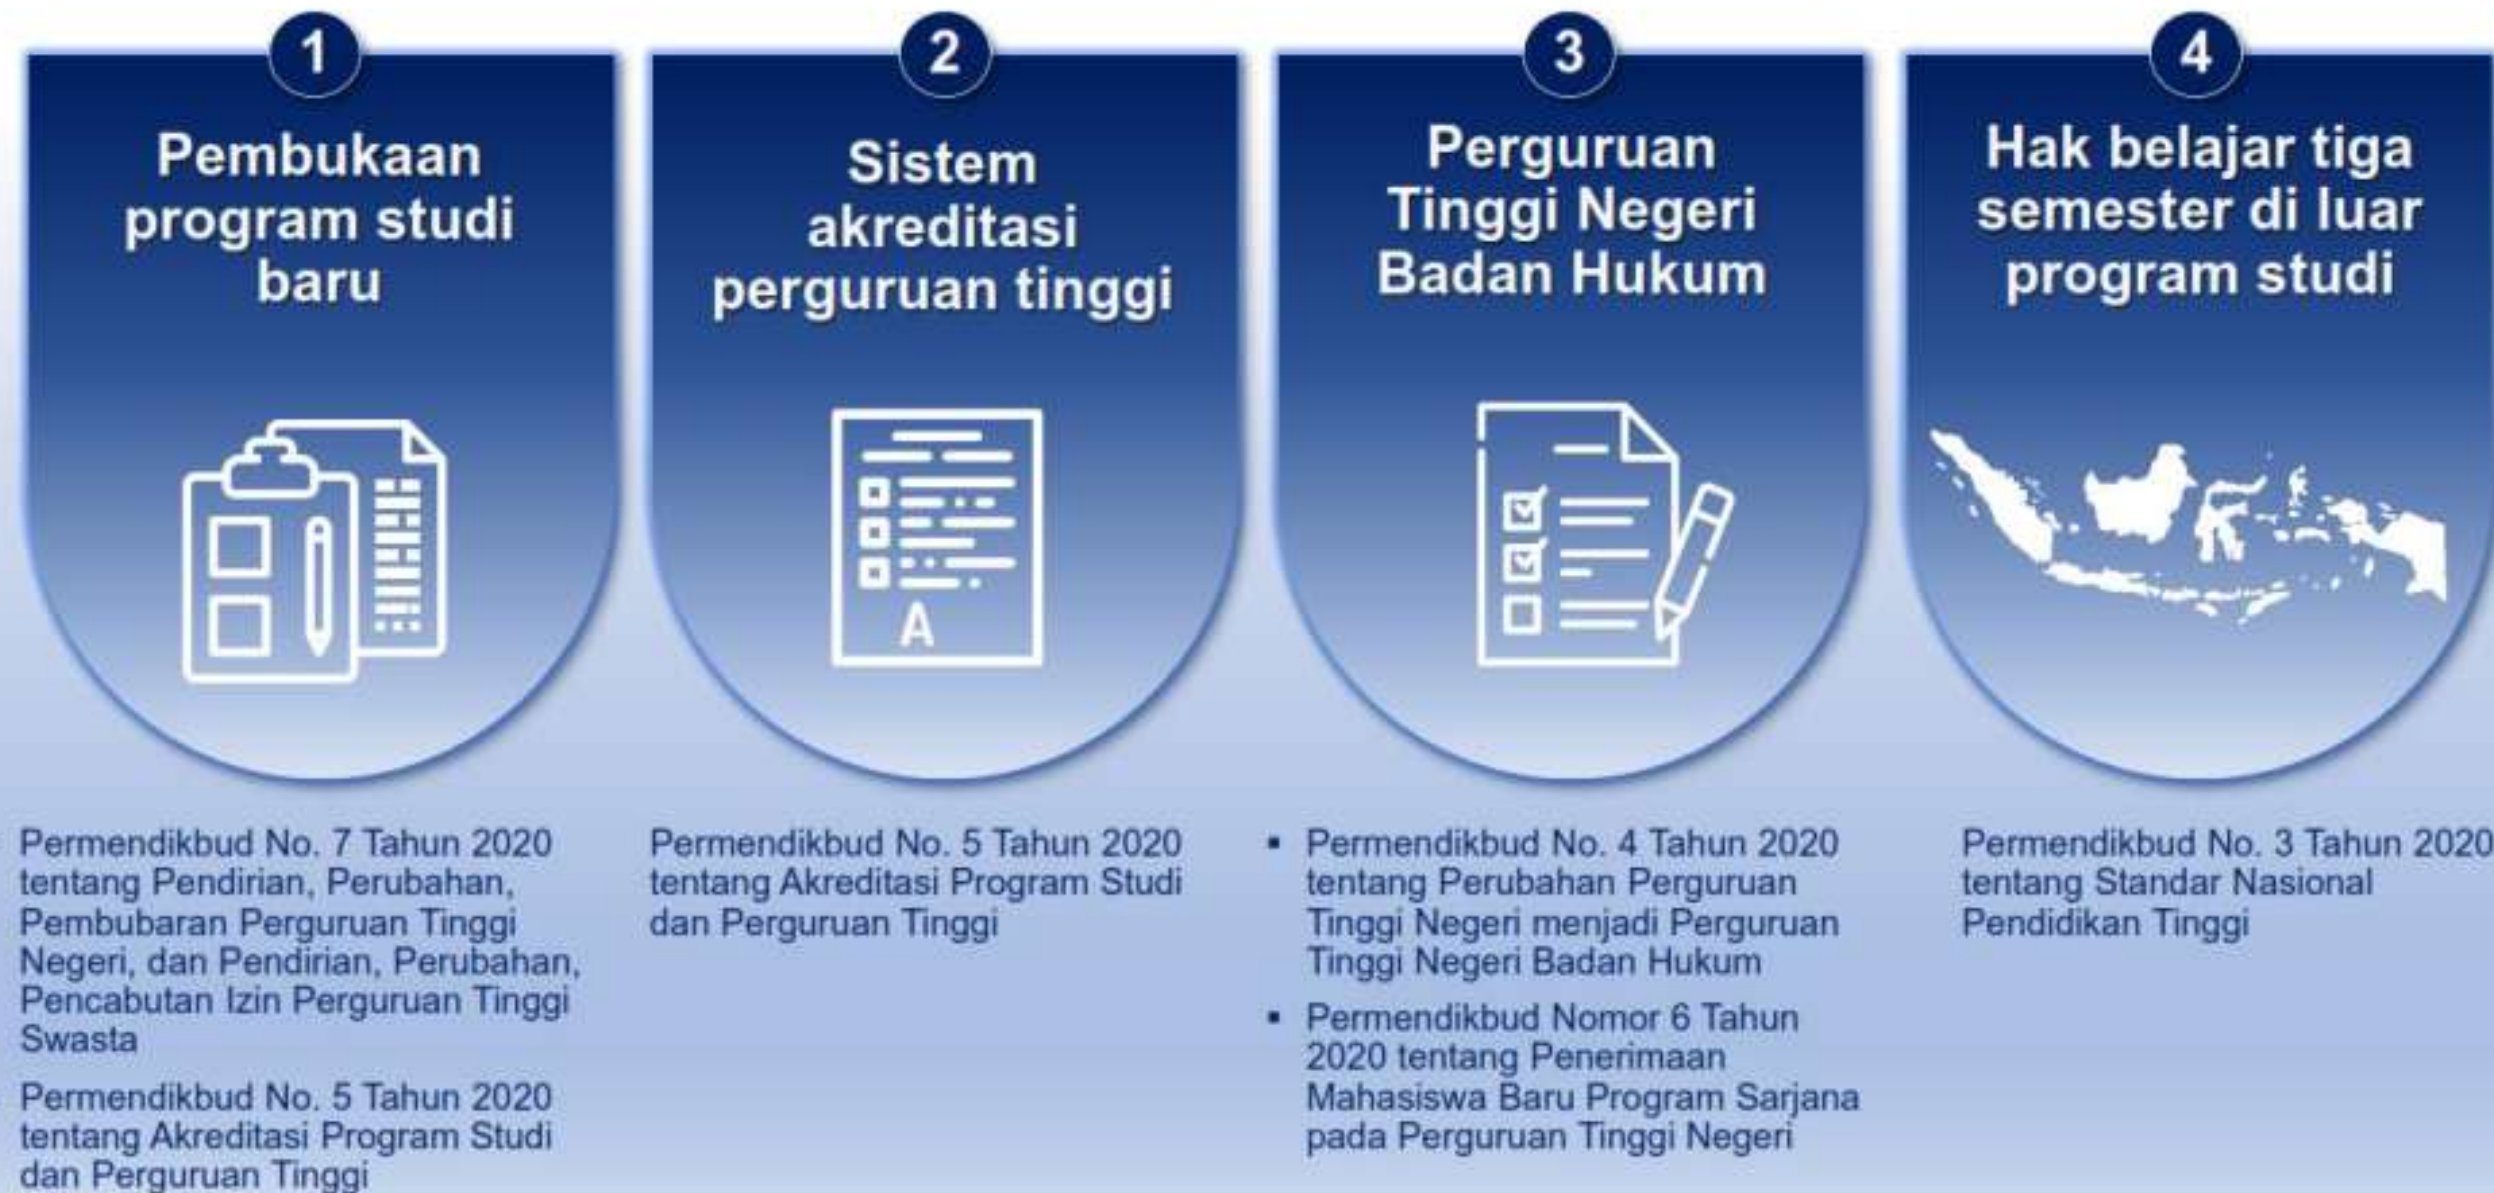 1
Pembukaan
program studi
baru
Permendikbud No. 7 Tahun 2020
tentang Pendirian, Perubahan,
Pembubaran Perguruan Tinggi
Negeri, dan Pendirian, Perubahan,
Pencabutan Izin Perguruan Tinggi
Swasta
Permendikbud No. 5 Tahun 2020
tentang Akreditasi Program Studi
dan Perguruan Tinggi
2
Sistem
akreditasi
perguruan tinggi
A
Permendikbud No. 5 Tahun 2020
tentang Akreditasi Program Studi
dan Perguruan Tinggi
3
Perguruan
Tinggi Negeri
Badan Hukum
▪ Permendikbud No. 4 Tahun 2020
tentang Perubahan Perguruan
Tinggi Negeri menjadi Perguruan
Tinggi Negeri Badan Hukum
▪ Permendikbud Nomor 6 Tahun
2020 tentang Penerimaan
Mahasiswa Baru Program Sarjana
pada Perguruan Tinggi Negeri
4
Hak belajar tiga
semester di luar
program studi
Permendikbud No. 3 Tahun 2020
tentang Standar Nasional
Pendidikan Tinggi